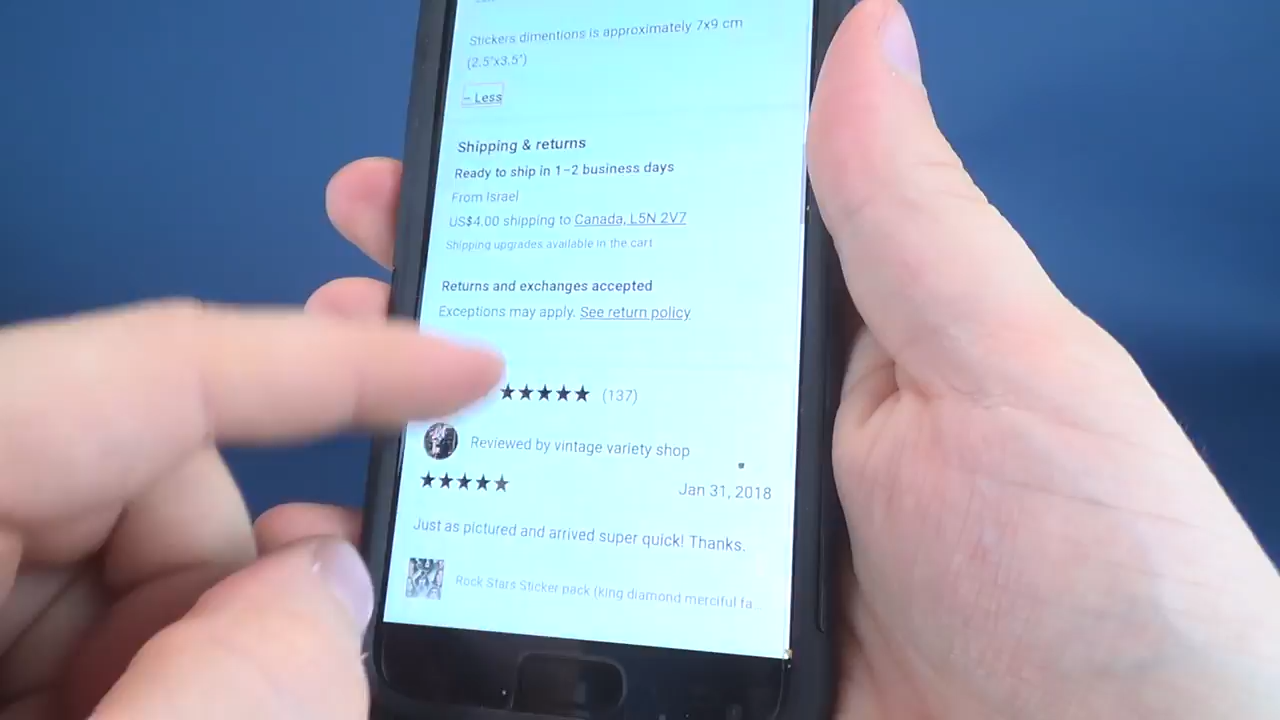 Stickers dimentions is approximately 7x9 cm
(2.5"x3.5")
– Less
Shipping & returns
Ready to ship in 1–2 business days
From Israel
US$4.00 shipping to Canada, L5N 2V7
Shipping upgrades available in the cart
Returns and exchanges accepted
Exceptions may apply. See return policy
★★★★★ (137)
Reviewed by vintage variety shop
★★★★★ Jan 31, 2018
Just as pictured and arrived super quick! Thanks.
Rock Stars Sticker pack (king diamond merciful fa...